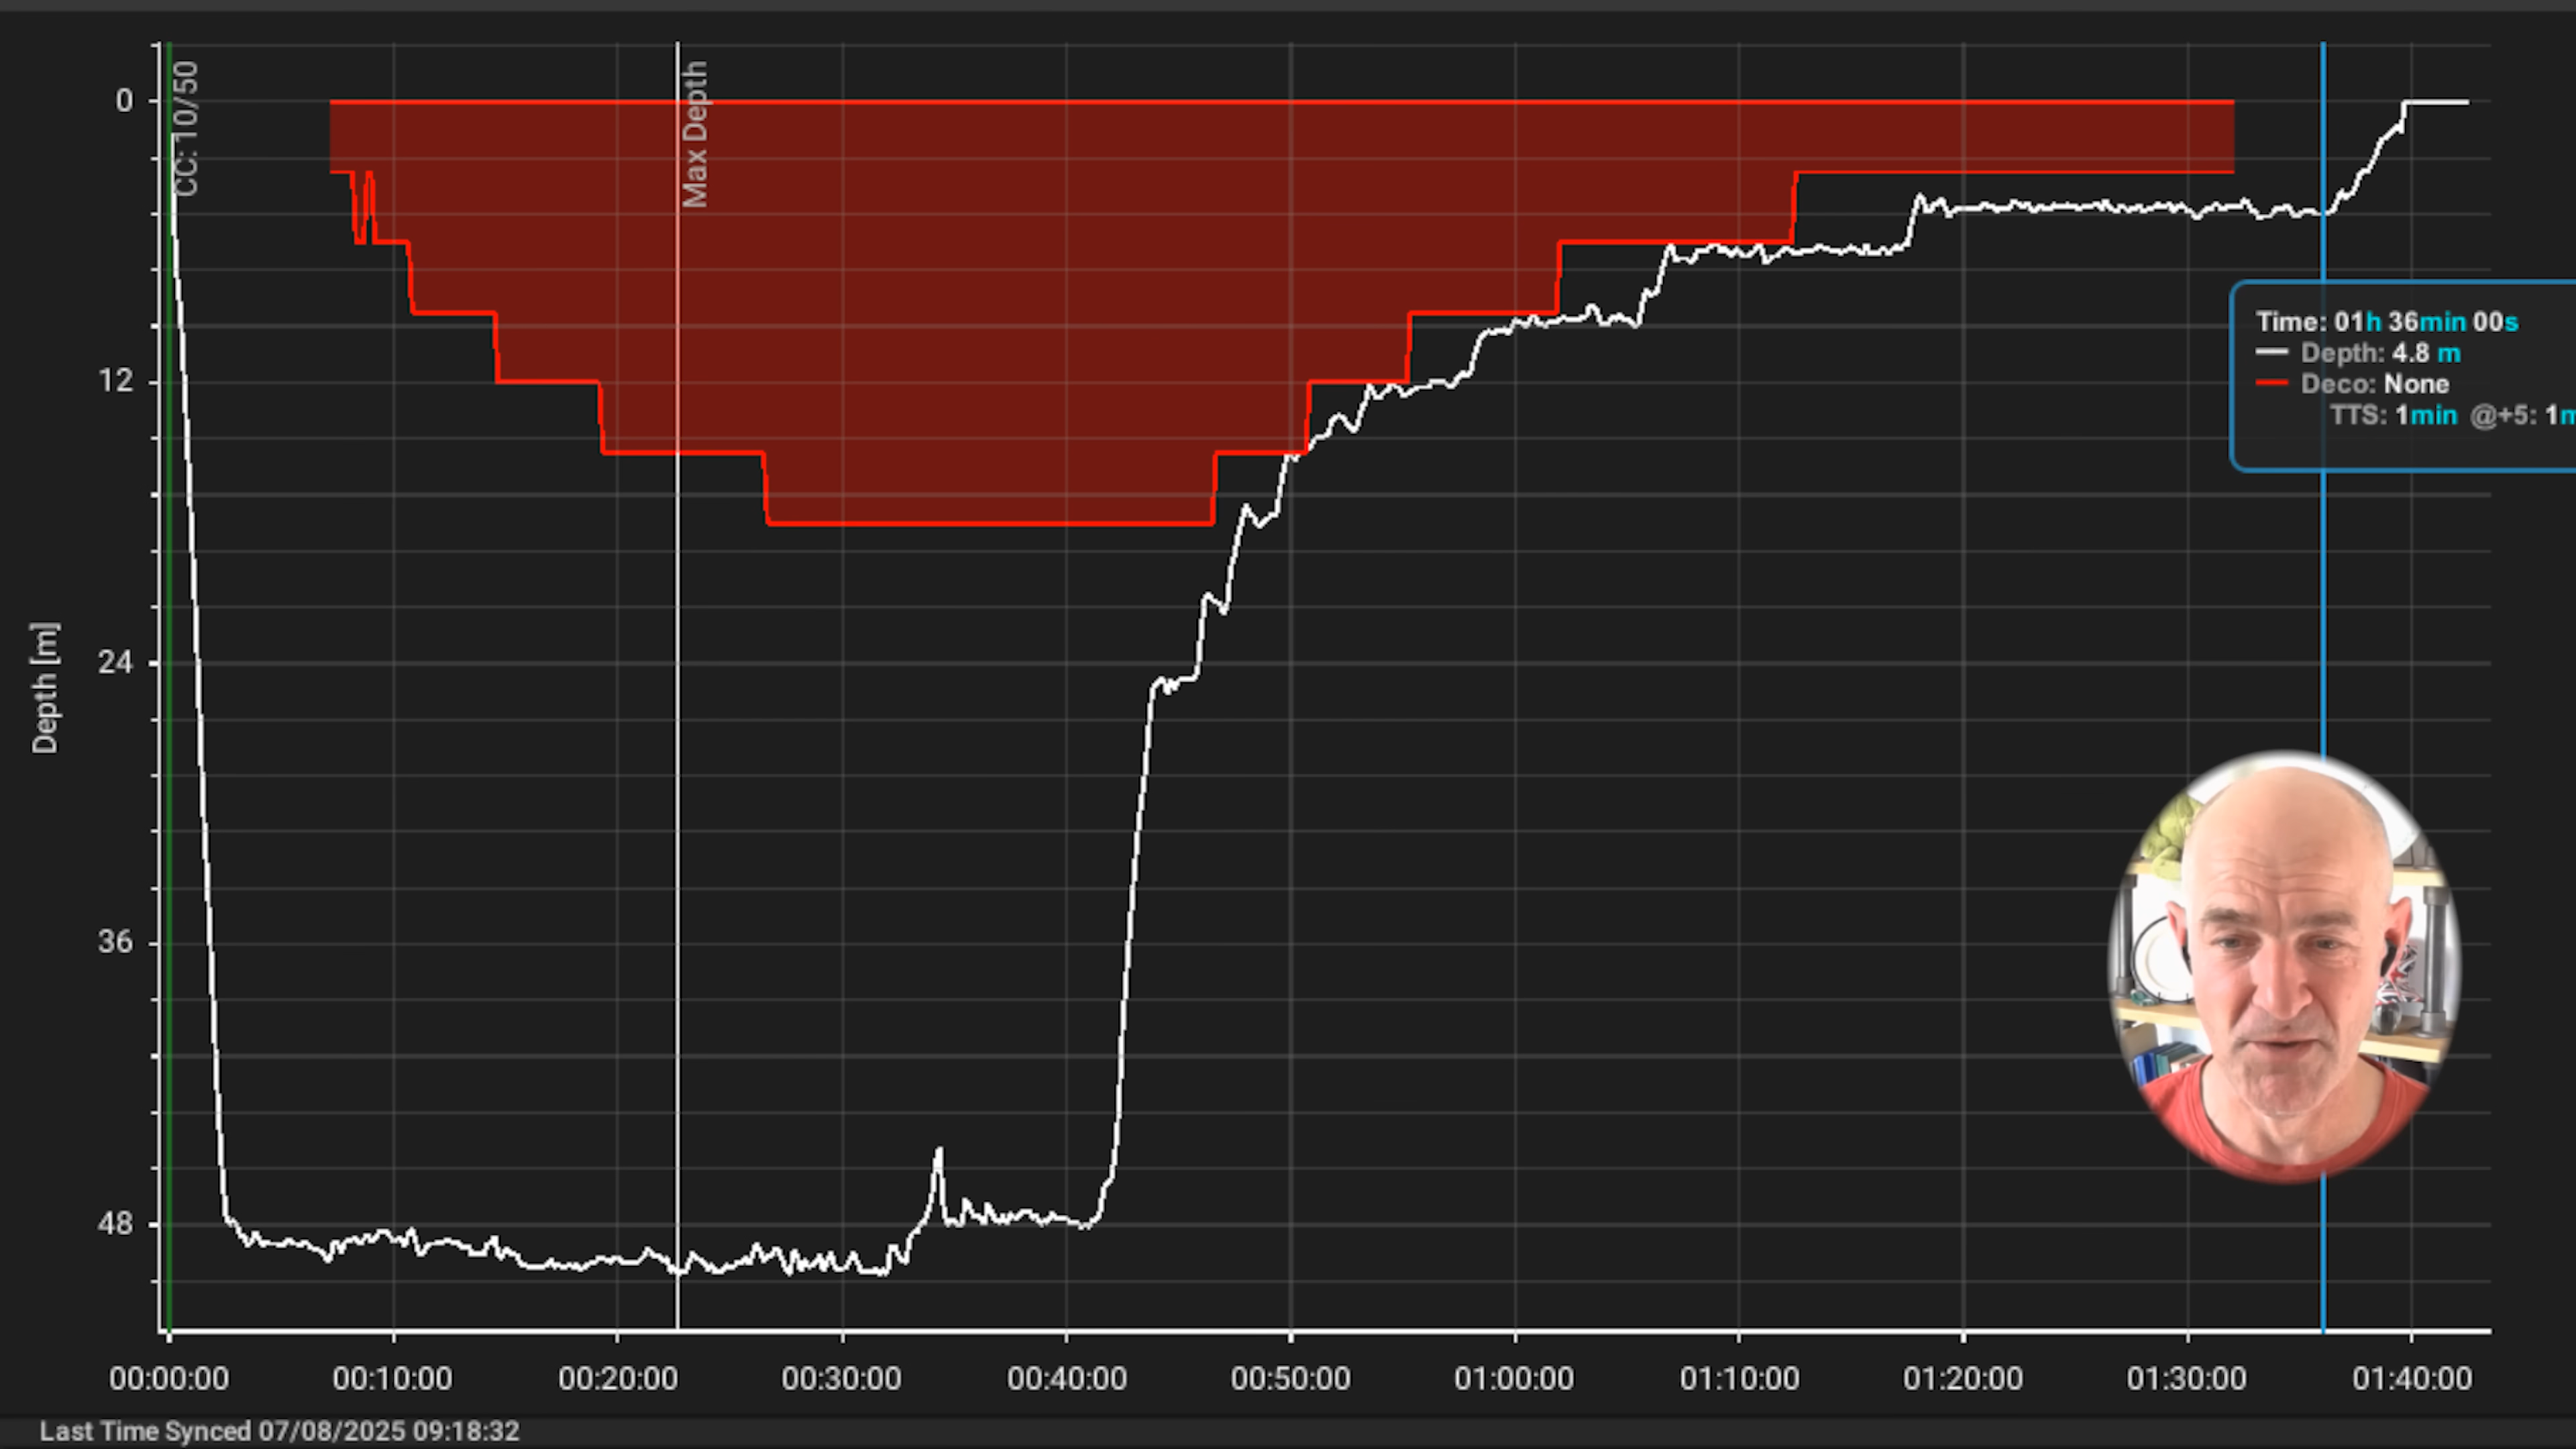 CC: 10/50
Max Depth
0
12
24
36
48
Depth [m]
Time: 01h 36min 00s
Depth: 4.8 m
Deco: None
TTS: 1min @+5: 1m
00:00:00 00:10:00 00:20:00 00:30:00 00:40:00 00:50:00 01:00:00 01:10:00 01:20:00 01:30:00 01:40:00
Last Time Synced 07/08/2025 09:18:32